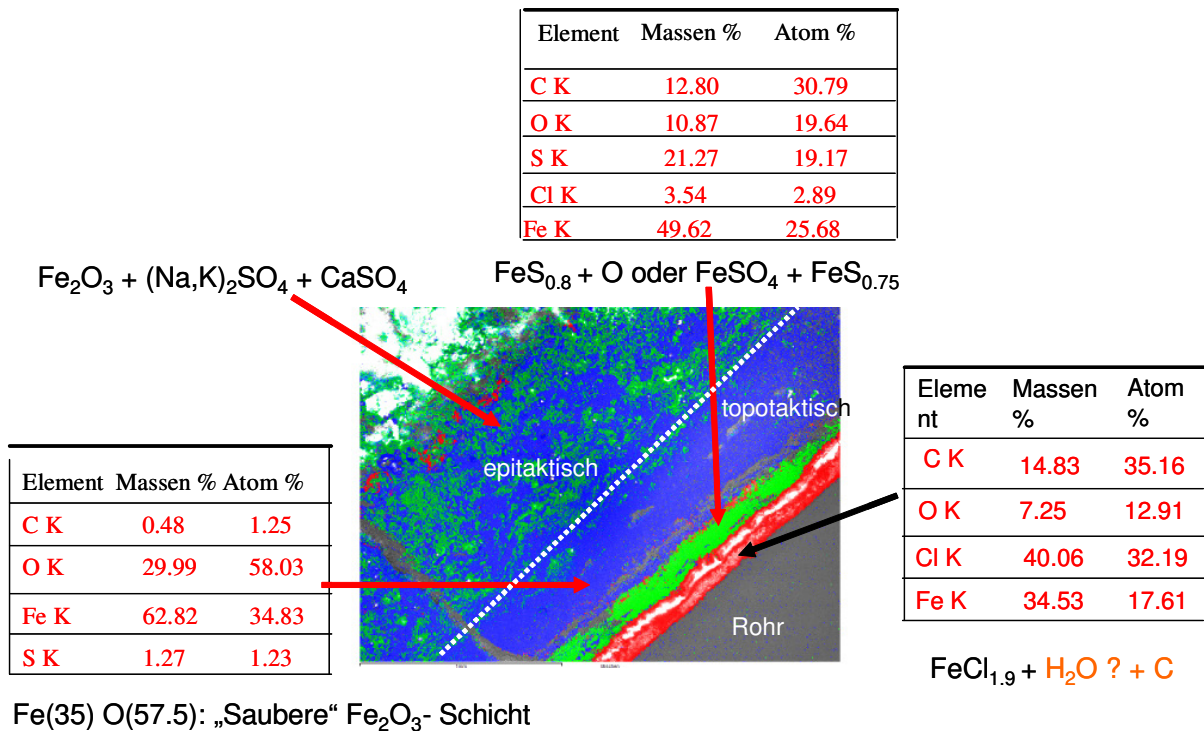 Element Massen % Atom %
C K 12.80 30.79
O K 10.87 19.64
S K 21.27 19.17
Cl K 3.54 2.89
Fe K 49.62 25.68
Fe₂O₃ + (Na,K)₂SO₄ + CaSO₄
FeS₀.₈ + O oder FeSO₄ + FeS₀.₇₅
topotaktisch
epitaktisch
Rohr
Element Massen % Atom %
C K 0.48 1.25
O K 29.99 58.03
Fe K 62.82 34.83
S K 1.27 1.23
Eleme Massen Atom
nt % %
C K 14.83 35.16
O K 7.25 12.91
Cl K 40.06 32.19
Fe K 34.53 17.61
FeCl₁.₉ + H₂O ? + C
Fe(35) O(57.5): „Saubere“ Fe₂O₃- Schicht